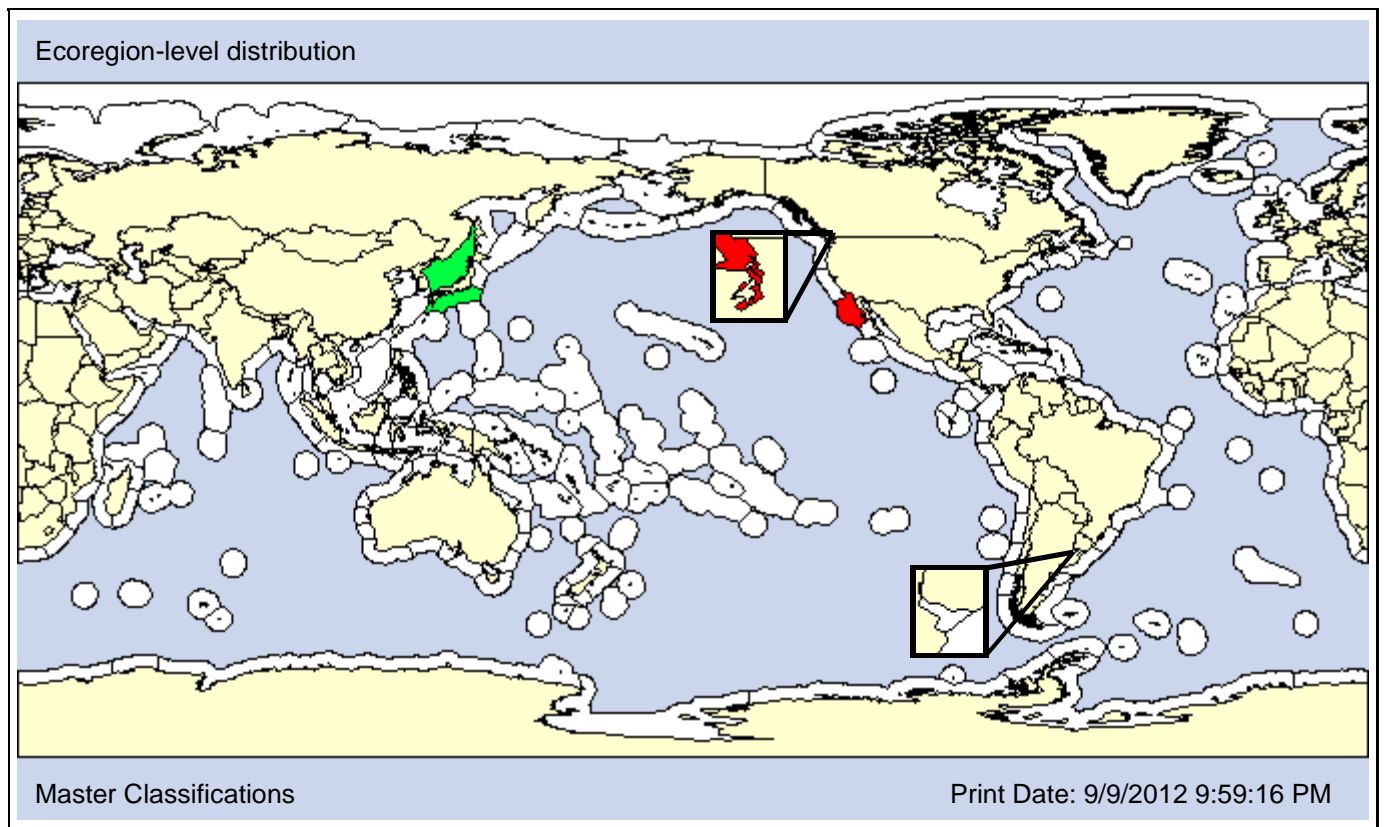 Ecoregion-level distribution
Master Classifications
Print Date: 9/9/2012 9:59:16 PM